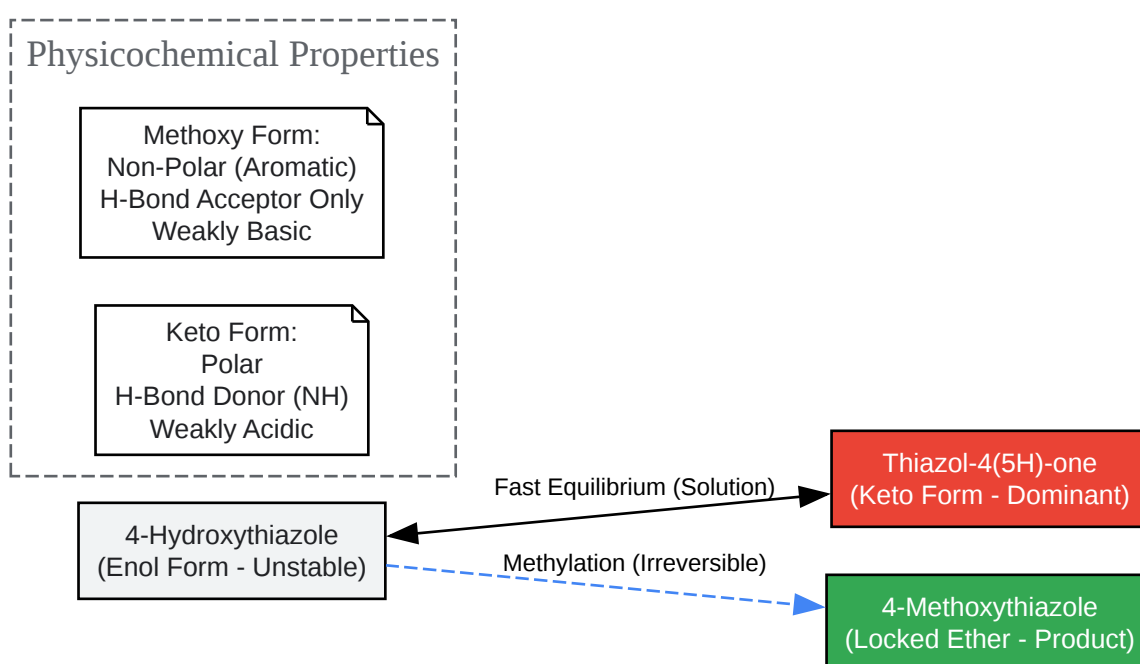 Physicochemical Properties
Methoxy Form:
Non-Polar (Aromatic)
H-Bond Acceptor Only
Weakly Basic
Keto Form:
Polar
H-Bond Donor (NH)
Weakly Acidic
4-Hydroxythiazole
(Enol Form - Unstable)
Fast Equilibrium (Solution)
Methylation (Irreversible)
Thiazol-4(5H)-one
(Keto Form - Dominant)
4-Methoxythiazole
(Locked Ether - Product)